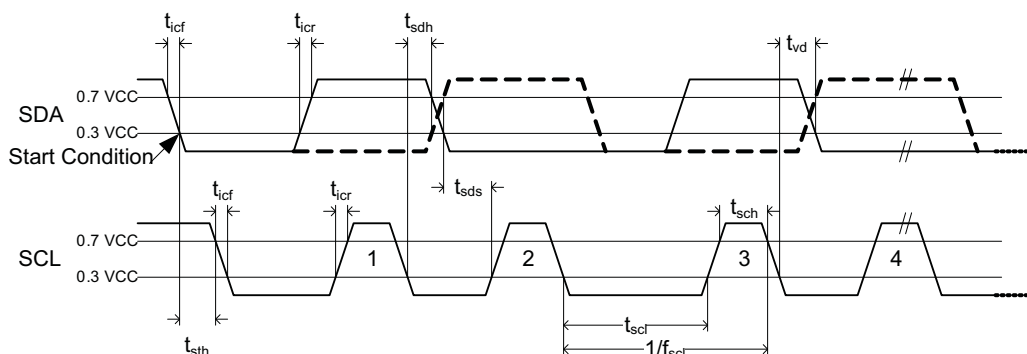 t_icf t_icr t_sdh t_vd
0.7 VCC
SDA
0.3 VCC
Start Condition
t_icf t_icr t_sds t_sch
0.7 VCC
SCL 1 2 3 4
0.3 VCC
t_sth t_scl
1/f_scl